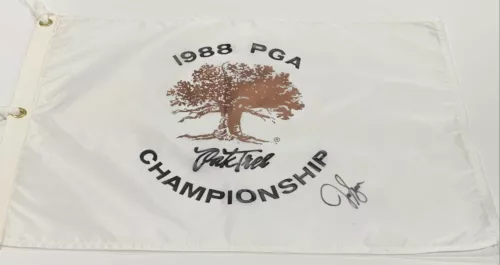 1988 PGA
Oak Tree
CHAMPIONSHIP